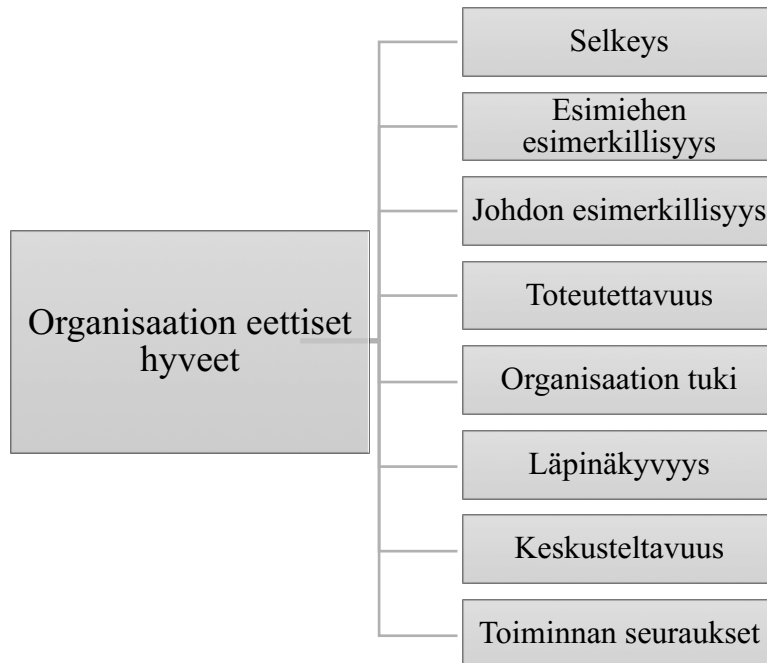 Organisaation eettiset
hyveet
Selkeys
Esimiehen
esimerkillisyys
Johdon esimerkillisyys
Toteutettavuus
Organisaation tuki
Läpinäkyvyys
Keskusteltavuus
Toiminnan seuraukset